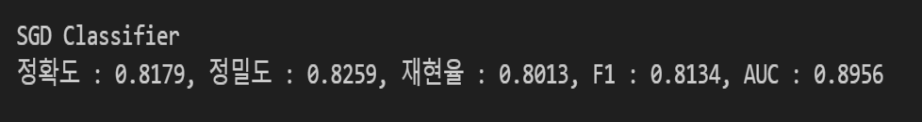 SGD Classifier
정확도 : 0.8179, 정밀도 : 0.8259, 재현율 : 0.8013, F1 : 0.8134, AUC : 0.8956